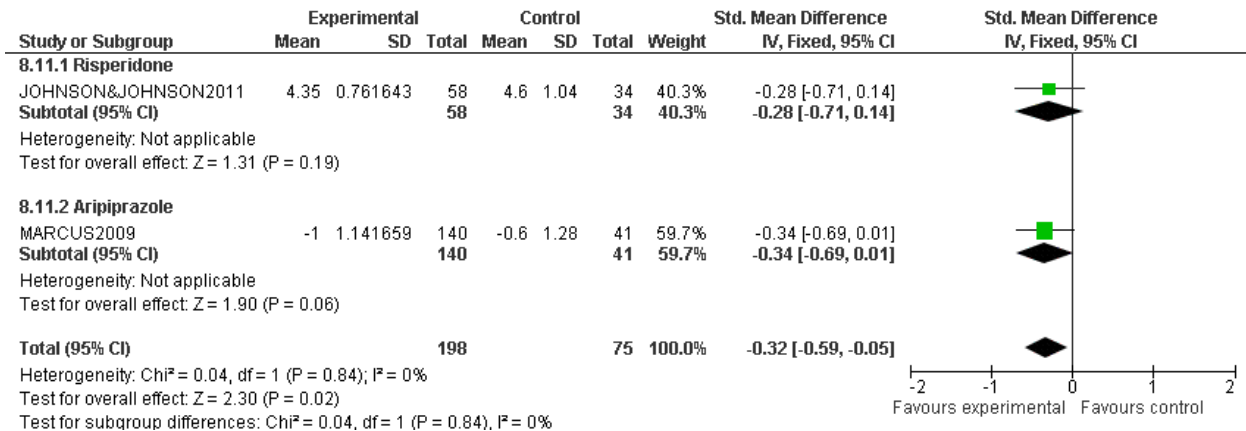 Experimental Control Std. Mean Difference Std. Mean Difference
Study or Subgroup Mean SD Total Mean SD Total Weight IV, Fixed, 95% CI IV, Fixed, 95% CI
8.11.1 Risperidone
JOHNSON&JOHNSON2011 4.35 0.761643 58 4.6 1.04 34 40.3% -0.28 [-0.71, 0.14]
Subtotal (95% CI) 58 34 40.3% -0.28 [-0.71, 0.14]
Heterogeneity: Not applicable
Test for overall effect: Z = 1.31 (P = 0.19)
8.11.2 Aripiprazole
MARCUS2009 -1 1.141659 140 -0.6 1.28 41 59.7% -0.34 [-0.69, 0.01]
Subtotal (95% CI) 140 41 59.7% -0.34 [-0.69, 0.01]
Heterogeneity: Not applicable
Test for overall effect: Z = 1.90 (P = 0.06)
Total (95% CI) 198 75 100.0% -0.32 [-0.59, -0.05]
Heterogeneity: Chi² = 0.04, df = 1 (P = 0.84); I² = 0%
Test for overall effect: Z = 2.30 (P = 0.02)
Test for subgroup differences: Chi² = 0.04, df = 1 (P = 0.84), I² = 0%
-2 -1 0 1 2
Favours experimental Favours control